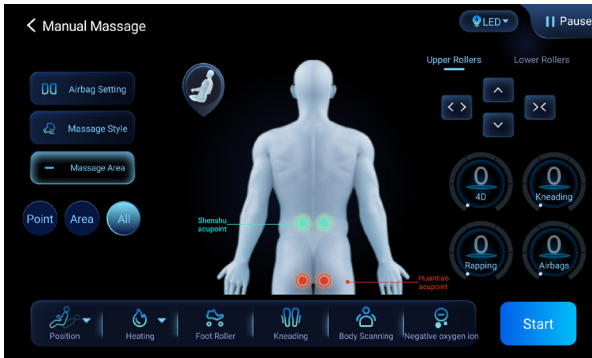 Manual Massage
LED
Pause
Upper Rollers
Lower Rollers
Airbag Setting
Massage Style
Massage Area
Point
Area
All
Shenshu
acupoint
Huantiao
acupoint
0
4D
0
Kneading
0
Rapping
0
Airbags
Position
Heating
Foot Roller
Kneading
Body Scanning
Negative oxygen ion
Start